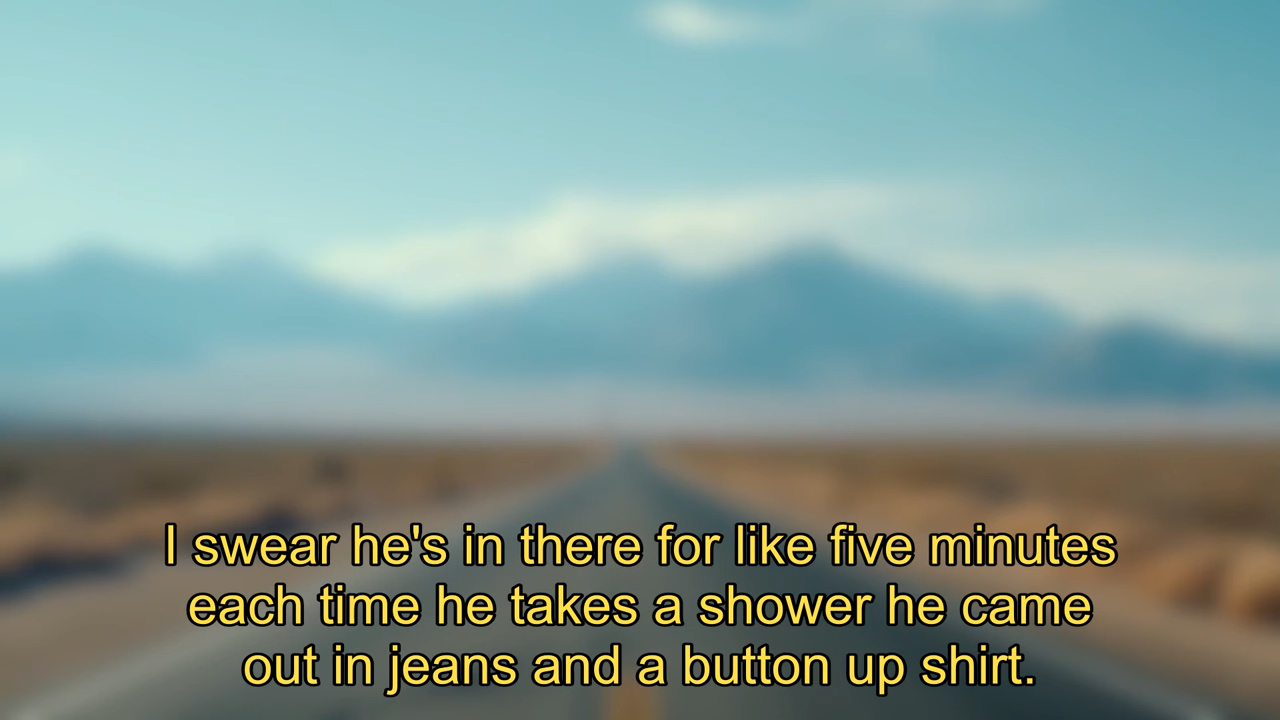 I swear he's in there for like five minutes
each time he takes a shower he came
out in jeans and a button up shirt.